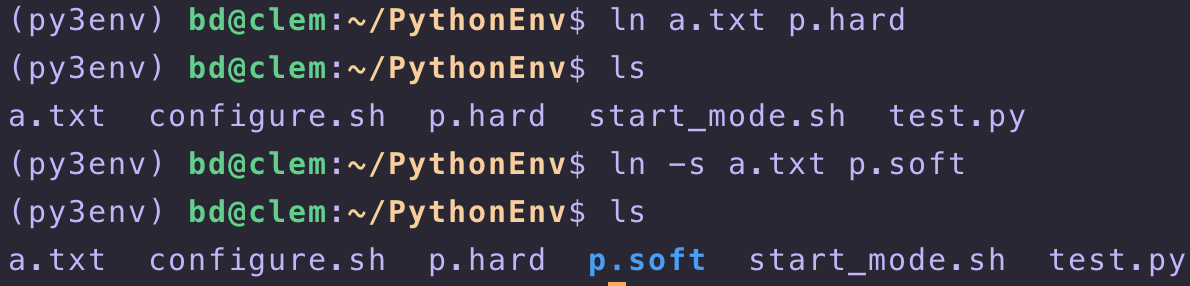 (py3env) bd@clem:~/PythonEnv$ ln a.txt p.hard
(py3env) bd@clem:~/PythonEnv$ ls
a.txt  configure.sh  p.hard  start_mode.sh  test.py
(py3env) bd@clem:~/PythonEnv$ ln -s a.txt p.soft
(py3env) bd@clem:~/PythonEnv$ ls
a.txt  configure.sh  p.hard  p.soft  start_mode.sh  test.py